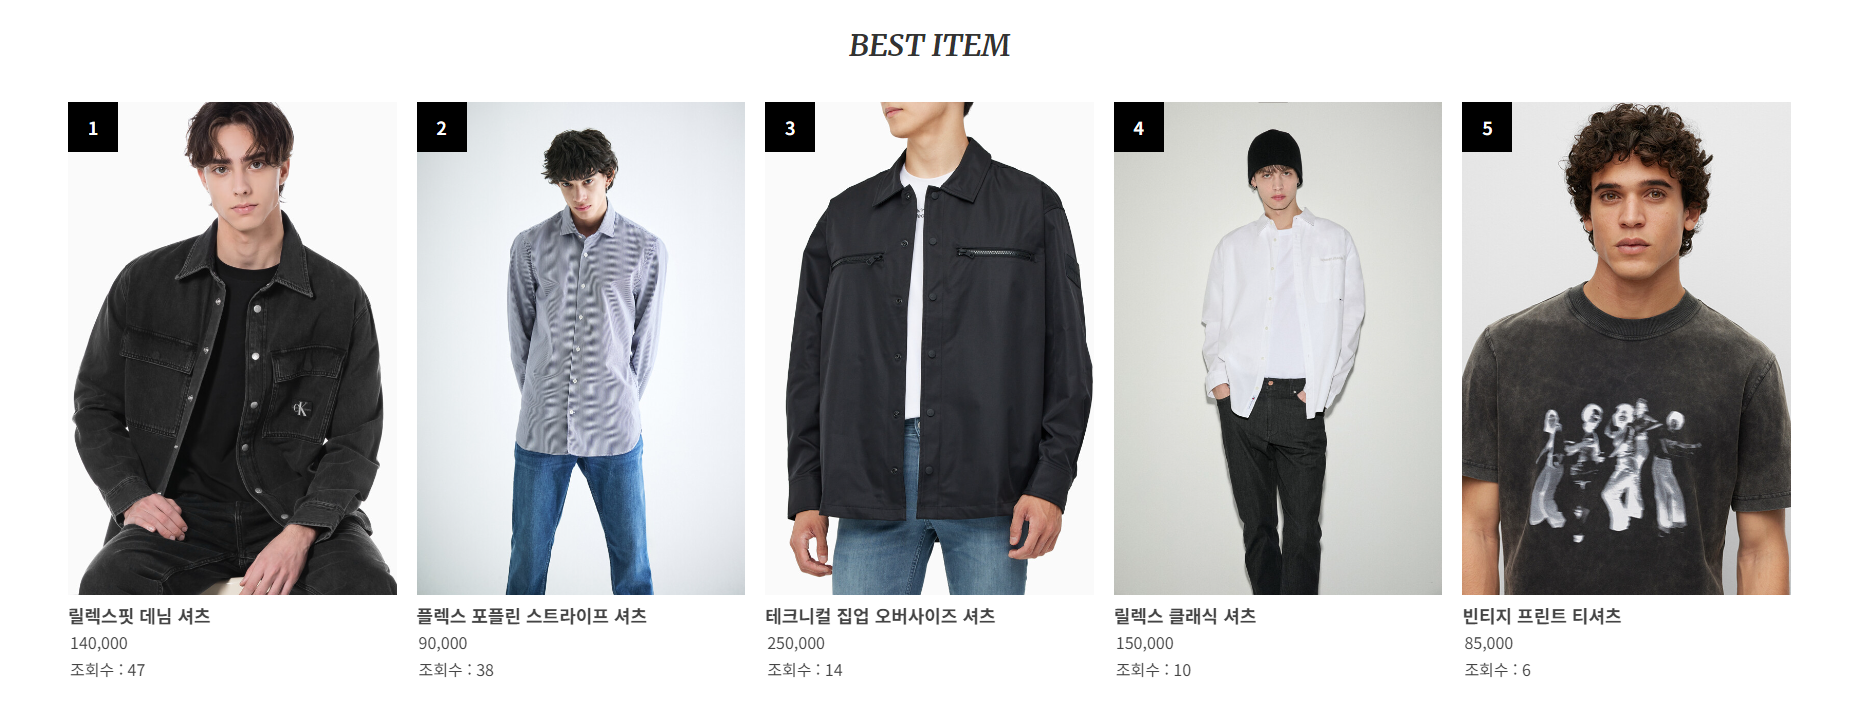 BEST ITEM
1
릴렉스핏 데님 셔츠
140,000
조회수 : 47
2
플렉스 포플린 스트라이프 셔츠
90,000
조회수 : 38
3
테크니컬 집업 오버사이즈 셔츠
250,000
조회수 : 14
4
릴렉스 클래식 셔츠
150,000
조회수 : 10
5
빈티지 프린트 티셔츠
85,000
조회수 : 6